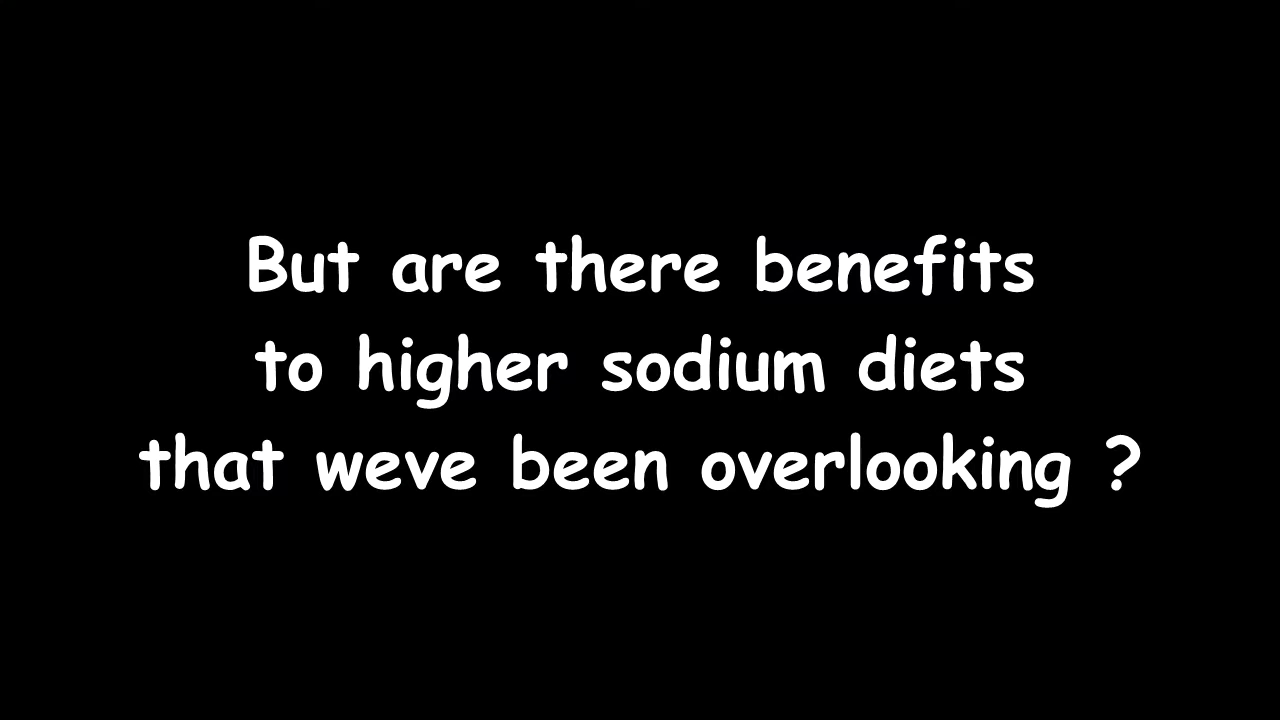 But are there benefits
to higher sodium diets
that weve been overlooking ?